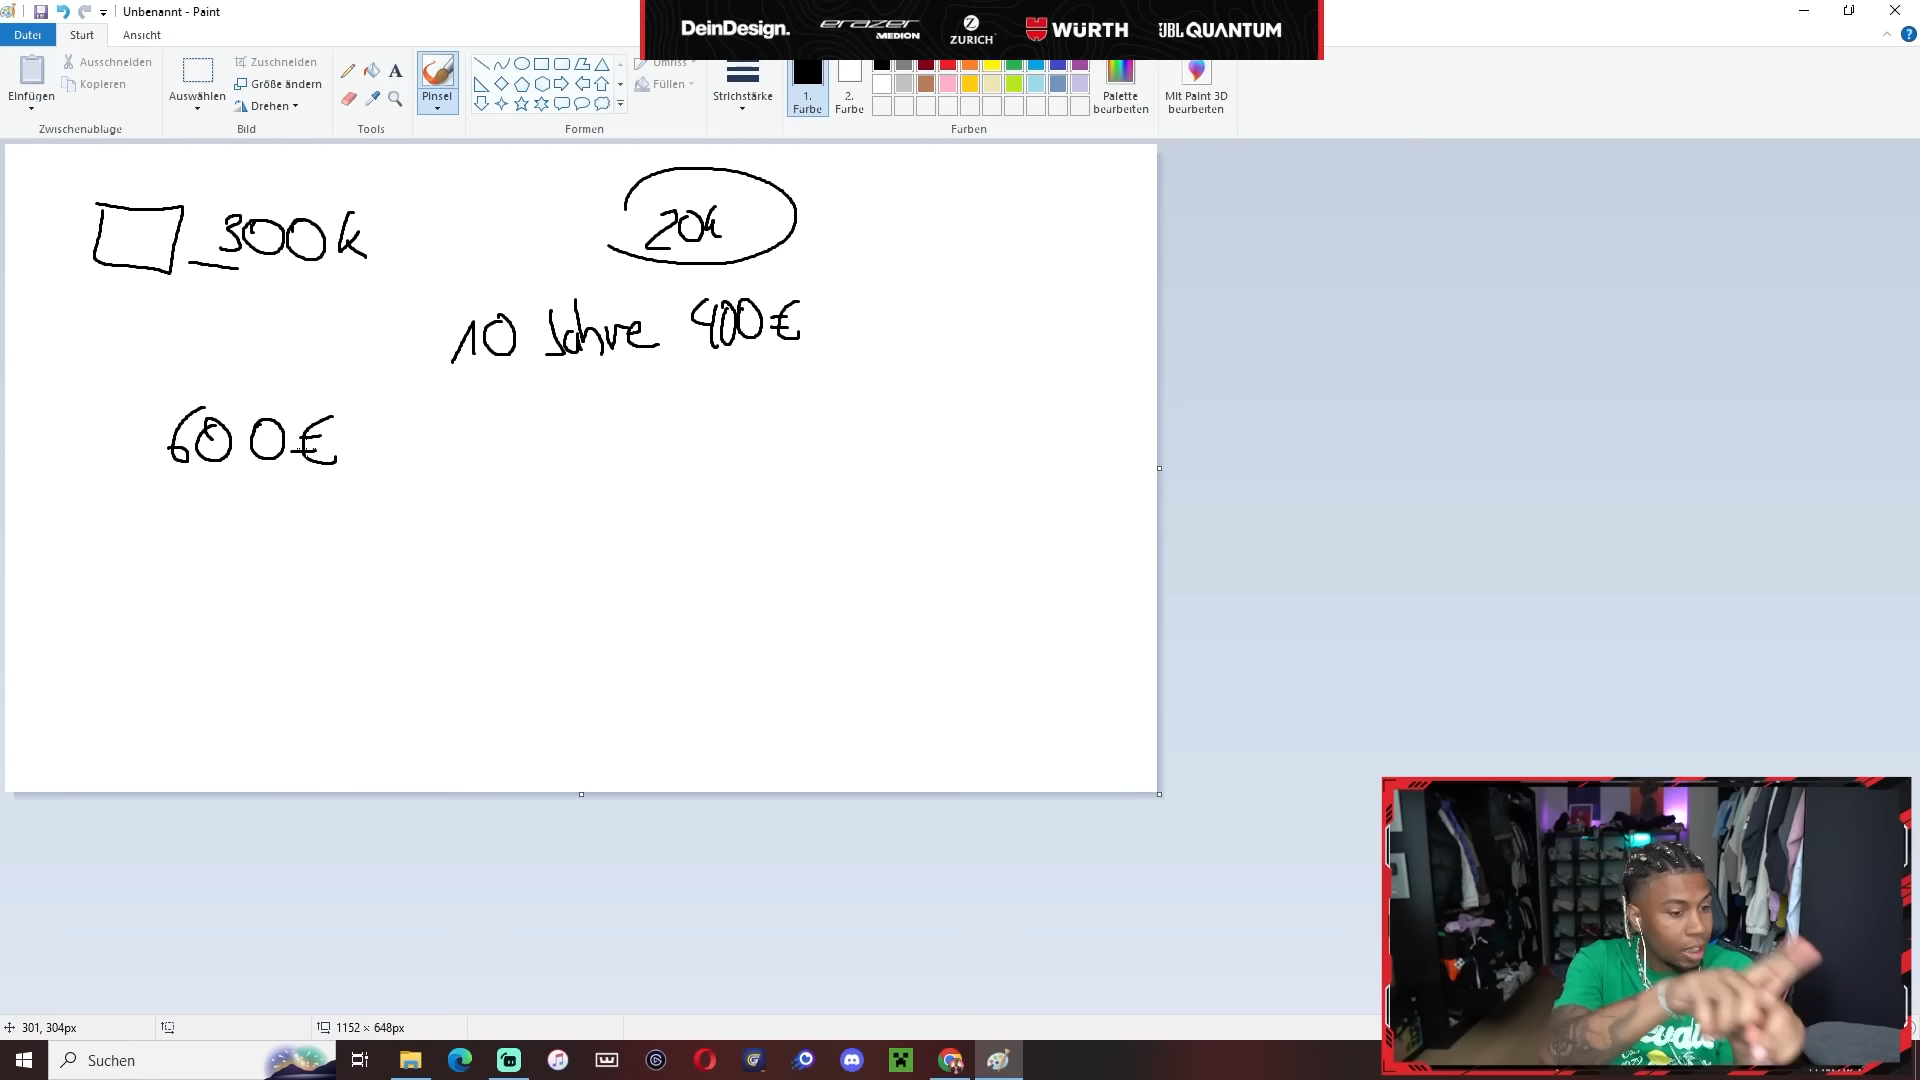 Unbenannt - Paint
DeinDesign. erazer MEDION ZURICH WÜRTH JBL QUANTUM
Datei Start Ansicht
Einfügen
Ausschneiden
Kopieren
Zwischenablage
Auswählen
Zuschneiden
Größe ändern
Drehen
Bild
A
Tools
Pinsel
Formen
Umriss
Füllen
Strichstärke
1. Farbe
2. Farbe
Farben
Palette bearbeiten
Mit Paint 3D bearbeiten
300k
20k
10 Jahre 400€
600€
301, 304px
1152 × 648px
Suchen